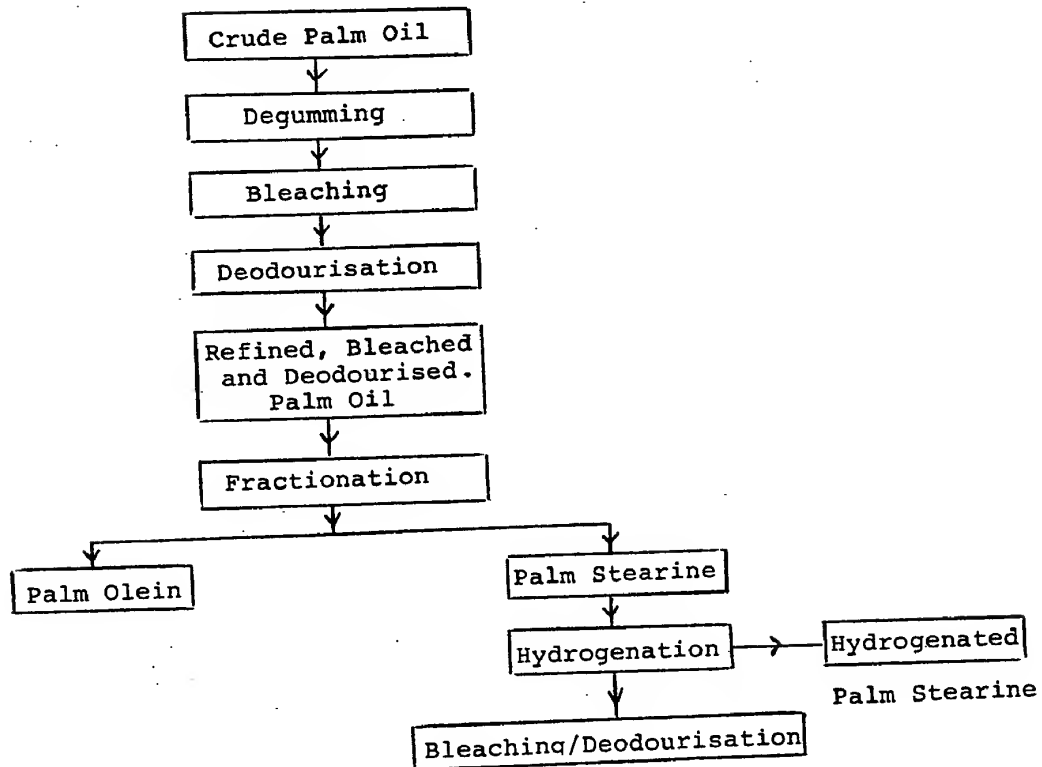 Crude Palm Oil
Degumming
Bleaching
Deodourisation
Refined, Bleached
and Deodourised.
Palm Oil
Fractionation
Palm Olein
Palm Stearine
Hydrogenation
Hydrogenated
Palm Stearine
Bleaching/Deodourisation